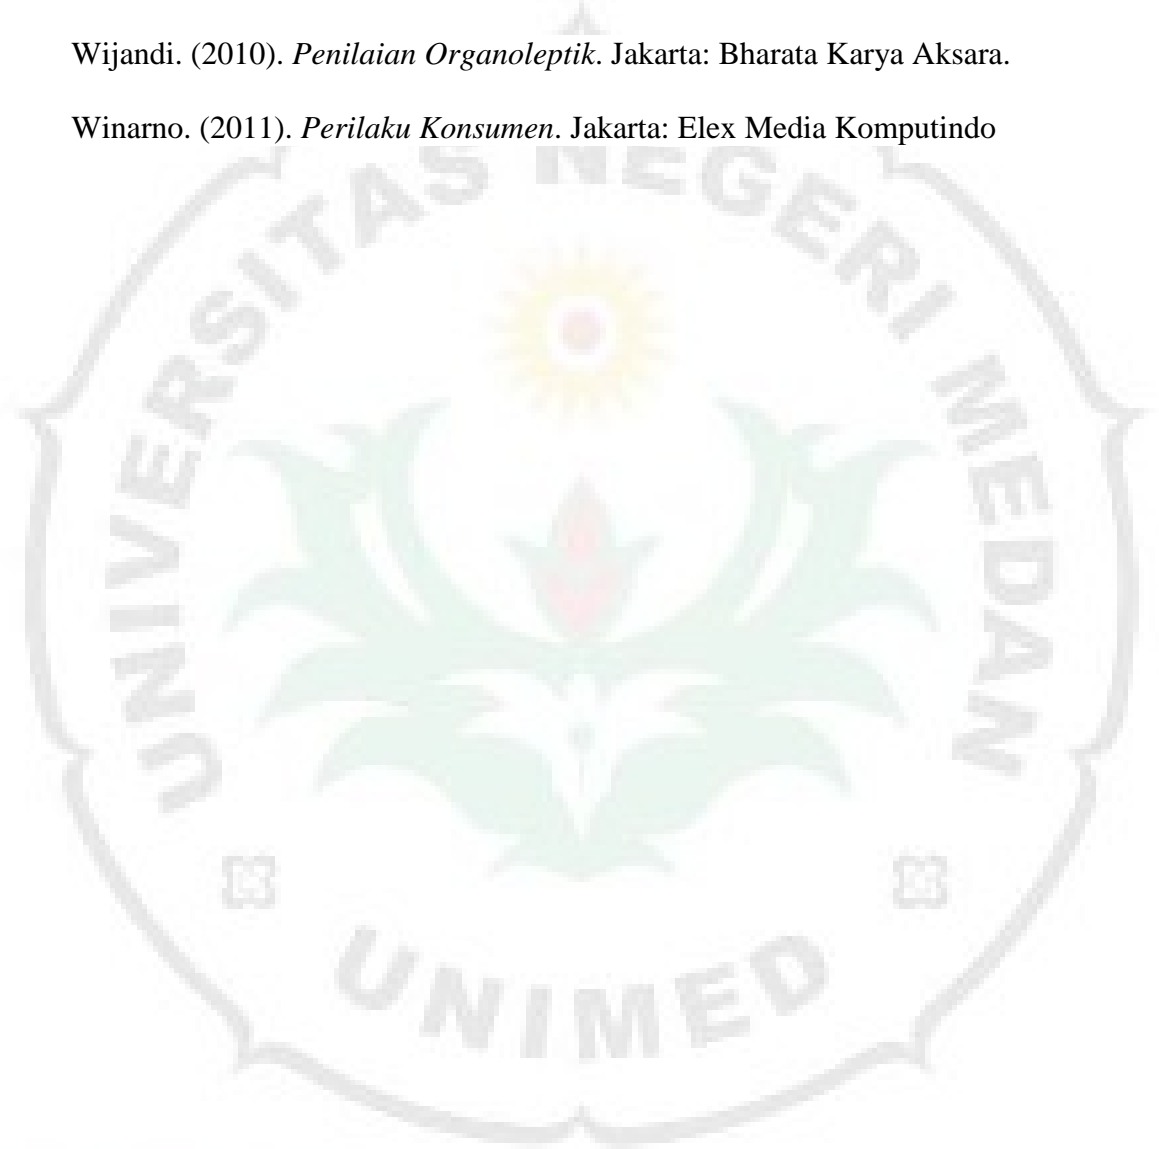 Wijandi. (2010). Penilaian Organoleptik. Jakarta: Bharata Karya Aksara.
Winarno. (2011). Perilaku Konsumen. Jakarta: Elex Media Komputindo
UNIVERSITAS NEGERI MEDAN
UNIMED